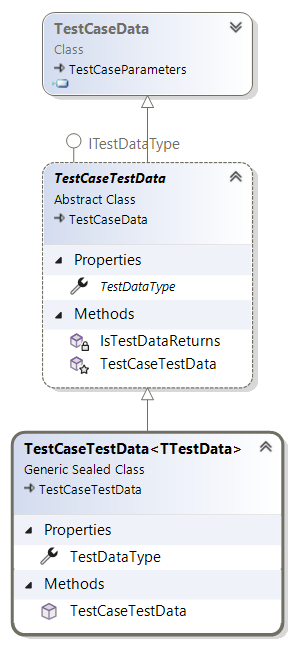 TestCaseData
Class
TestCaseParameters
ITestDataType
TestCaseTestData
Abstract Class
TestCaseData
Properties
TestDataType
Methods
IsTestDataReturns
TestCaseTestData
TestCaseTestData<TTestData>
Generic Sealed Class
TestCaseTestData
Properties
TestDataType
Methods
TestCaseTestData